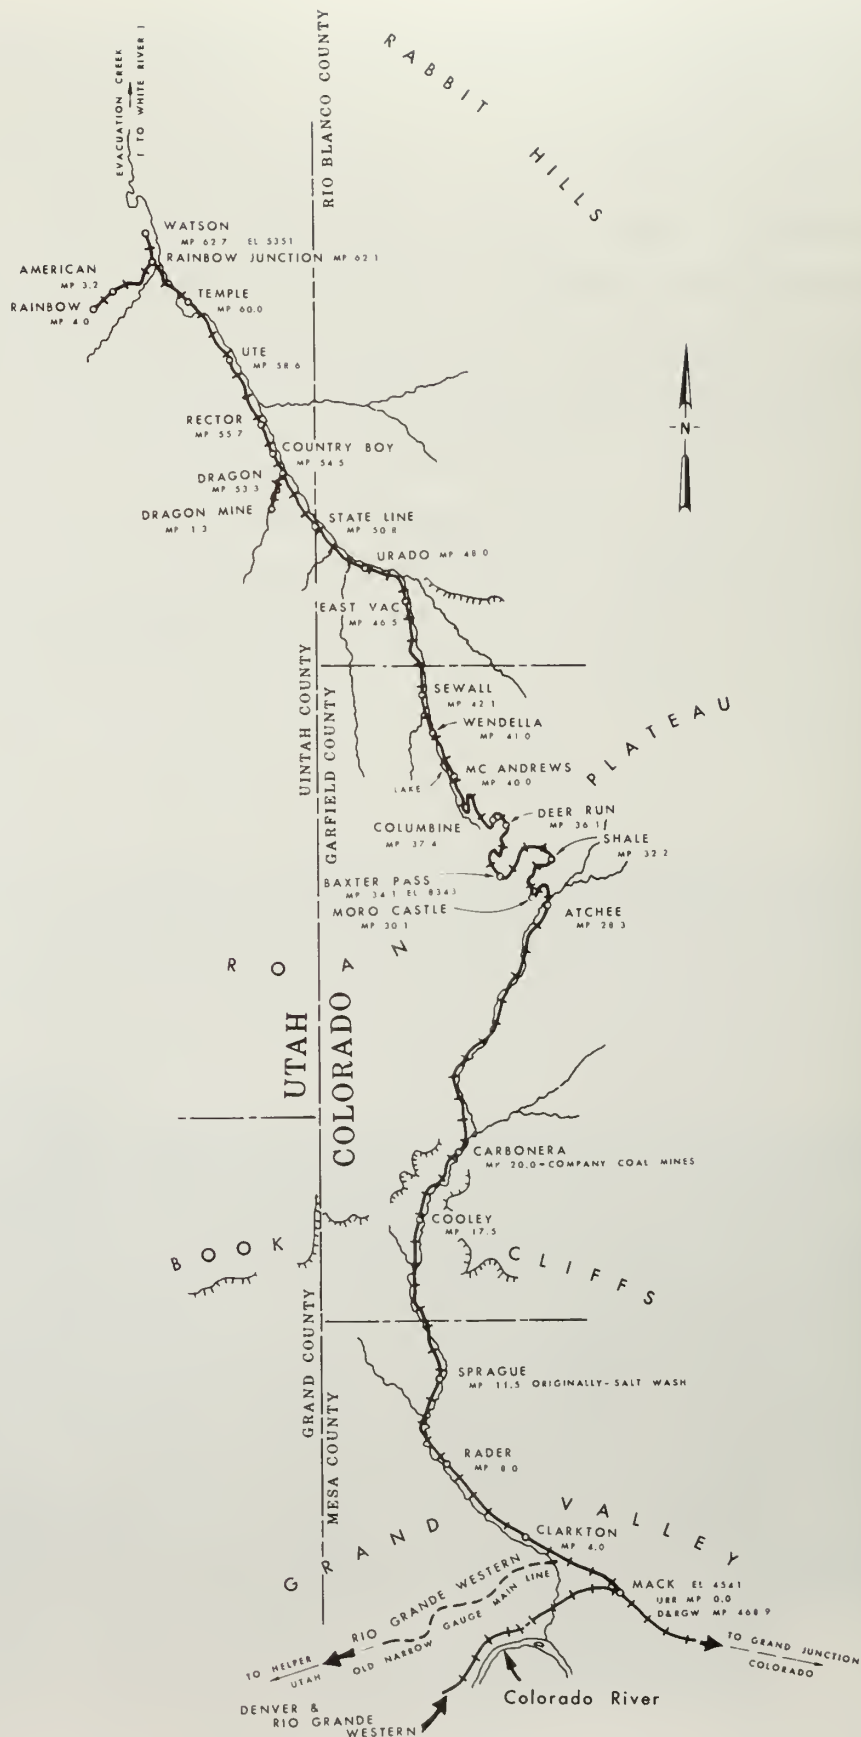 RABBIT HILLS
EVACUATION CREEK
( TO WHITE RIVER )
RIO BLANCO COUNTY
WATSON
MP 62.7 EL 5351
RAINBOW JUNCTION MP 62.1
AMERICAN
MP 3.2
RAINBOW
MP 4.0
TEMPLE
MP 60.0
UTE
MP 58.6
-N-
RECTOR
MP 55.7
COUNTRY BOY
MP 54.5
DRAGON
MP 53.3
DRAGON MINE
MP 1.3
STATE LINE
MP 50.8
URADO MP 48.0
EAST VAC
MP 46.5
UINTAH COUNTY
GARFIELD COUNTY
SEWALL
MP 42.1
WENDELLA
MP 41.0
MC ANDREWS
MP 40.0
LAKE
COLUMBINE
MP 37.4
DEER RUN
MP 36.1
SHALE
MP 32.2
BAXTER PASS
MP 34.1 EL 8343
MORO CASTLE
MP 30.1
ATCHEE
MP 28.3
ROAN PLATEAU
UTAH
COLORADO
CARBONERA
MP 20.0=COMPANY COAL MINES
COOLEY
MP 17.5
BOOK CLIFFS
GRAND COUNTY
MESA COUNTY
SPRAGUE
MP 11.5 ORIGINALLY-SALT WASH
RADER
MP 8.0
GRAND VALLEY
CLARKTON
MP 4.0
MACK EL 4541
URR MP 0.0
D&RGW MP 468.9
RIO GRANDE WESTERN
OLD NARROW GAUGE MAIN LINE
TO HELPER
UTAH
TO GRAND JUNCTION
COLORADO
Colorado River
DENVER &
RIO GRANDE
WESTERN